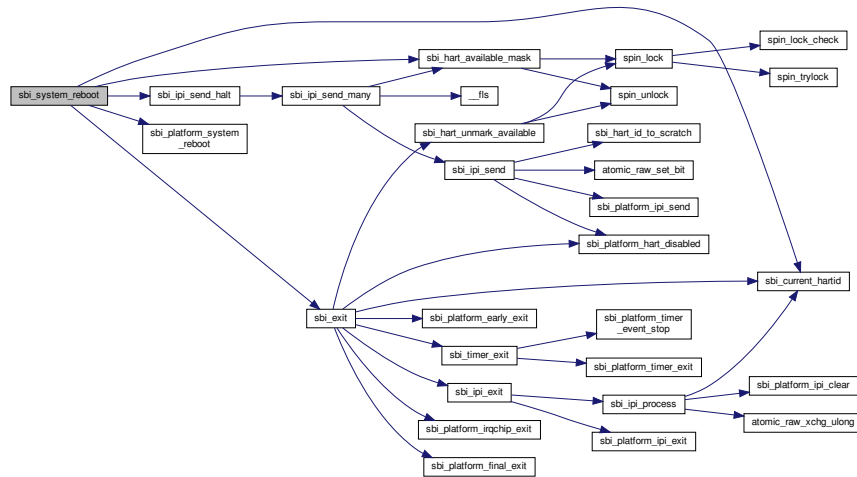 sbi_system_reboot
sbi_ipi_send_halt
sbi_platform_system
_reboot
sbi_ipi_send_many
sbi_exit
sbi_hart_available_mask
__fls
sbi_hart_unmark_available
sbi_ipi_send
sbi_platform_early_exit
sbi_timer_exit
sbi_ipi_exit
sbi_platform_irqchip_exit
sbi_platform_final_exit
spin_lock
spin_unlock
sbi_hart_id_to_scratch
atomic_raw_set_bit
sbi_platform_ipi_send
sbi_platform_hart_disabled
sbi_platform_timer
_event_stop
sbi_platform_timer_exit
sbi_ipi_process
sbi_platform_ipi_exit
spin_lock_check
spin_trylock
sbi_current_hartid
sbi_platform_ipi_clear
atomic_raw_xchg_ulong